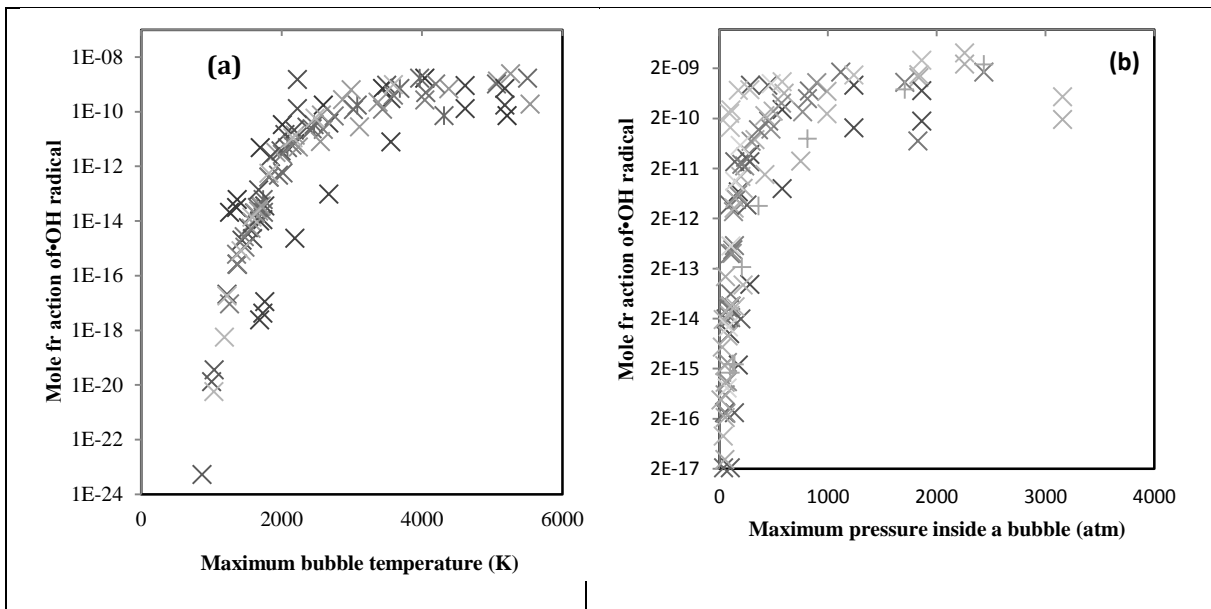 (a)
Mole fr action of•OH radical
1E-08
1E-10
1E-12
1E-14
1E-16
1E-18
1E-20
1E-22
1E-24
0 2000 4000 6000
Maximum bubble temperature (K)
(b)
Mole fr action of•OH radical
2E-09
2E-10
2E-11
2E-12
2E-13
2E-14
2E-15
2E-16
2E-17
0 1000 2000 3000 4000
Maximum pressure inside a bubble (atm)